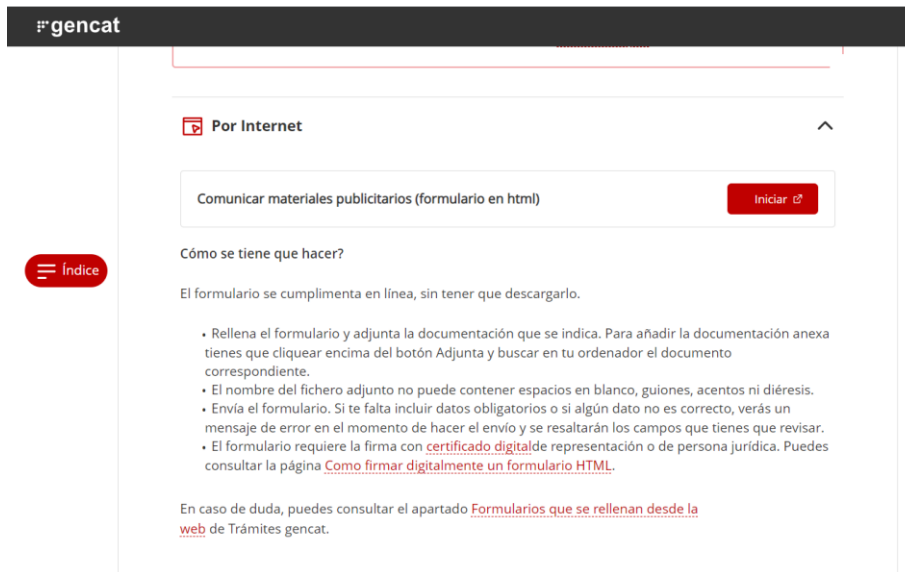 gencat
Por Internet
Comunicar materiales publicitarios (formulario en html)
Iniciar
Índice
Cómo se tiene que hacer?
El formulario se cumplimenta en línea, sin tener que descargarlo.
• Rellena el formulario y adjunta la documentación que se indica. Para añadir la documentación anexa
tienes que cliquear encima del botón Adjunta y buscar en tu ordenador el documento
correspondiente.
• El nombre del fichero adjunto no puede contener espacios en blanco, guiones, acentos ni diéresis.
• Envía el formulario. Si te falta incluir datos obligatorios o si algún dato no es correcto, verás un
mensaje de error en el momento de hacer el envío y se resaltarán los campos que tienes que revisar.
• El formulario requiere la firma con certificado digitalde representación o de persona jurídica. Puedes
consultar la página Como firmar digitalmente un formulario HTML.
En caso de duda, puedes consultar el apartado Formularios que se rellenan desde la
web de Trámites gencat.